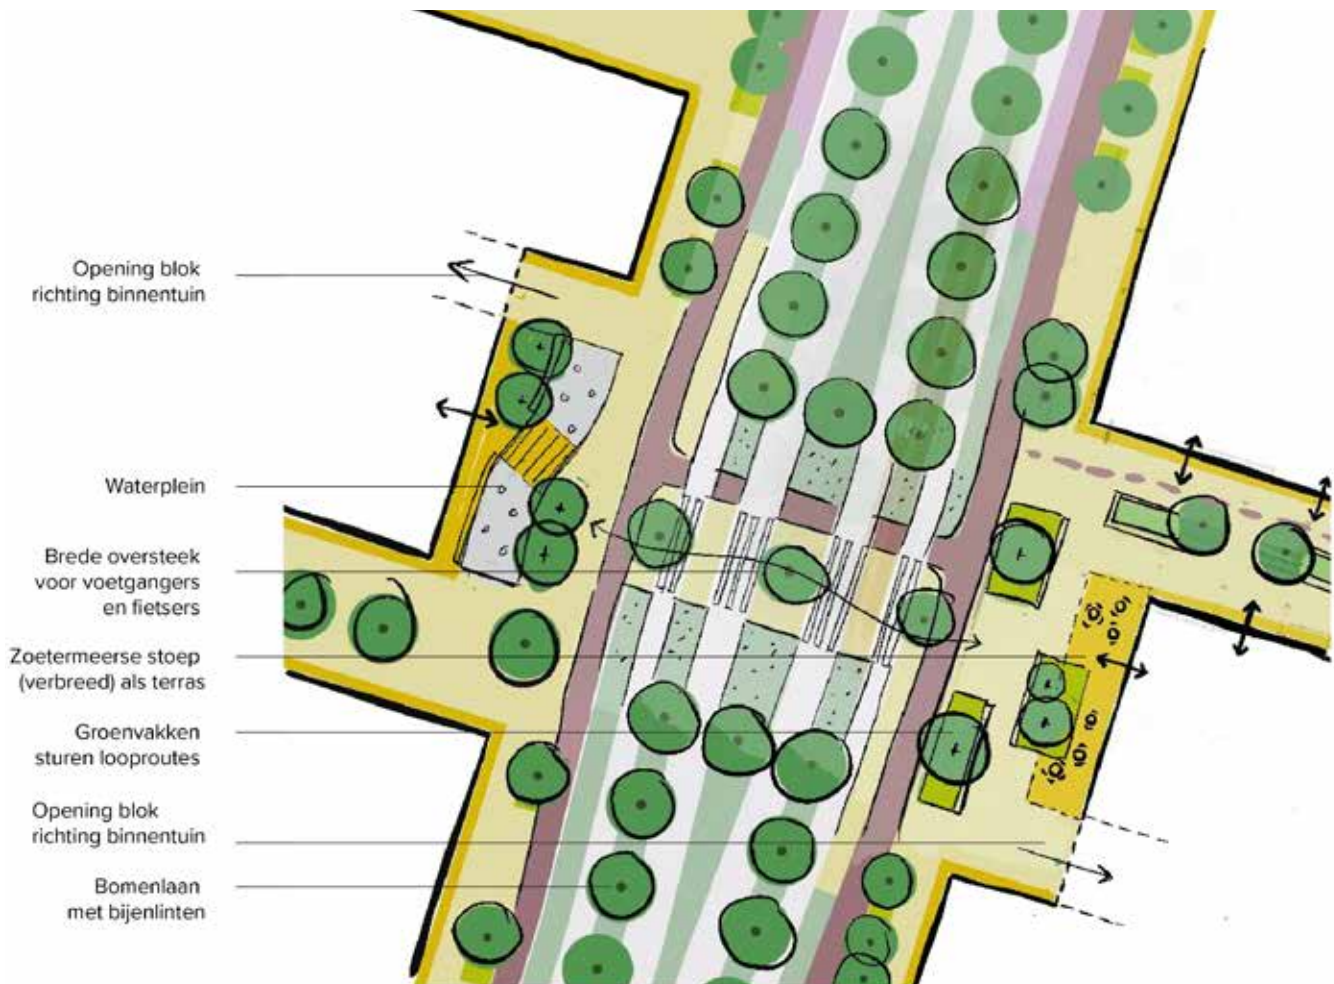 Opening blok
richting binnentuin
Waterplein
Brede oversteek
voor voetgangers
en fietsers
Zoetermeerse stoep
(verbreed) als terras
Groenvakken
sturen looproutes
Opening blok
richting binnentuin
Bomenlaan
met bijenlinten